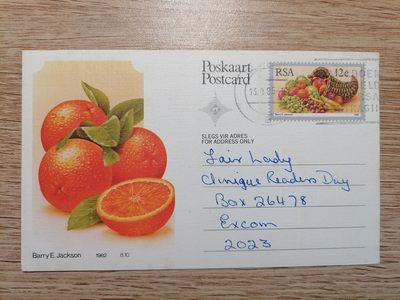 Poskaart
Postcard
RSA 12c
SLEGS VIR ADRES
FOR ADDRESS ONLY
Fair Lady
Clinique Readers Day
Box 26478
Excom
2023
Barry E. Jackson 1982 8.10